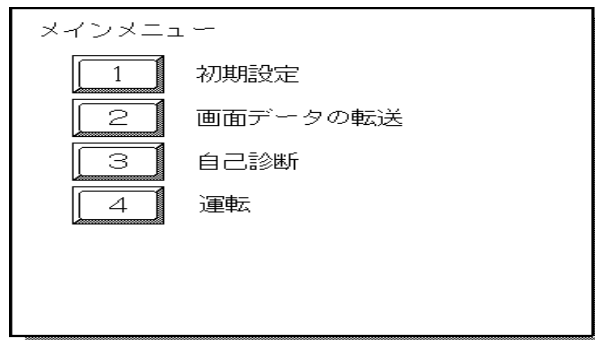 メインメニュー
1 初期設定
2 画面データの転送
3 自己診断
4 運転